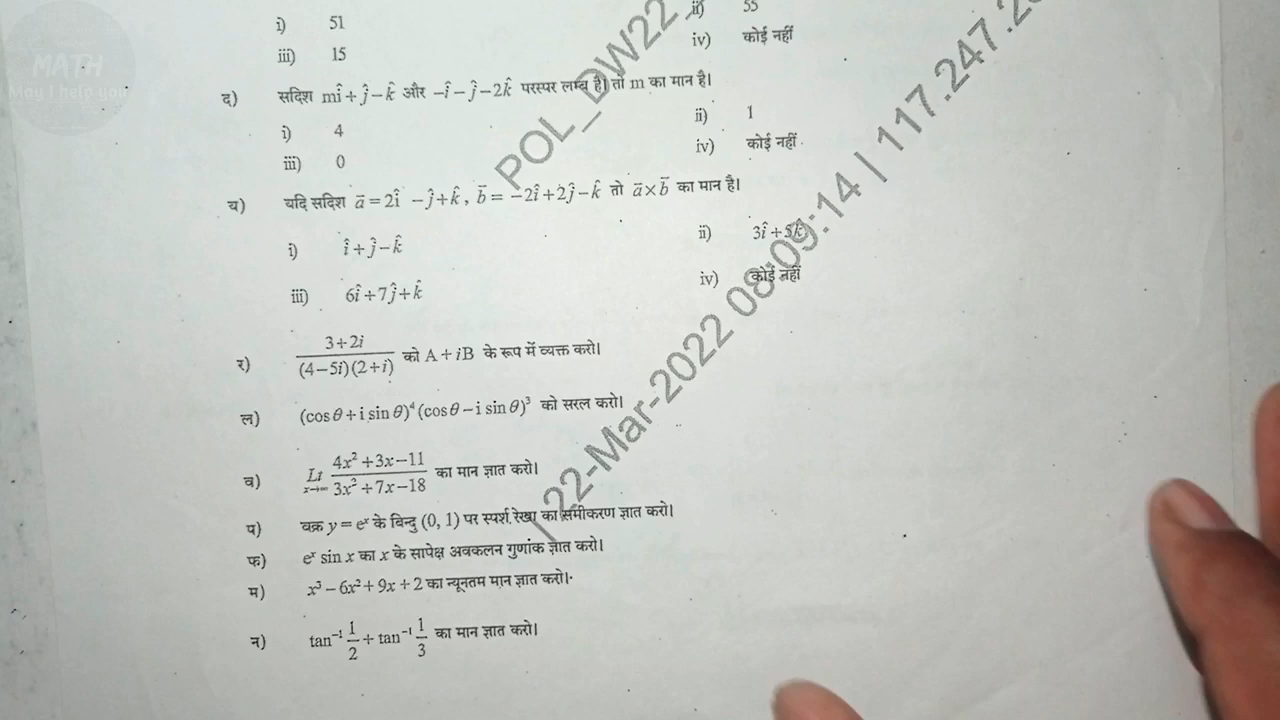 MATH
May I help you
i) 51 ii) 55
iii) 15 iv) कोई नहीं
द) सदिश mî + ĵ − k̂ और −î − ĵ − 2k̂ परस्पर लम्ब है। तो m का मान है।
i) 4 ii) 1
iii) 0 iv) कोई नहीं
य) यदि सदिश a̅ = 2î − ĵ + k̂, b̅ = −2î + 2ĵ − k̂ तो a̅ × b̅ का मान है।
i) î + ĵ − k̂ ii) 3î + 5k̂
iii) 6î + 7ĵ + k̂ iv) कोई नहीं
र) (3+2i)/((4−5i)(2+i)) को A + iB के रूप में व्यक्त करो।
ल) (cos θ + i sin θ)⁴ (cos θ − i sin θ)³ को सरल करो।
व) Lt x→∞ (4x² + 3x − 11)/(3x² + 7x − 18) का मान ज्ञात करो।
प) वक्र y = eˣ के बिन्दु (0, 1) पर स्पर्श रेखा का समीकरण ज्ञात करो।
फ) eˣ sin x का x के सापेक्ष अवकलन गुणांक ज्ञात करो।
म) x³ − 6x² + 9x + 2 का न्यूनतम मान ज्ञात करो।
न) tan⁻¹ 1/2 + tan⁻¹ 1/3 का मान ज्ञात करो।
POL_DW22
| 22-Mar-2022 08:09:14 | 117.247.2